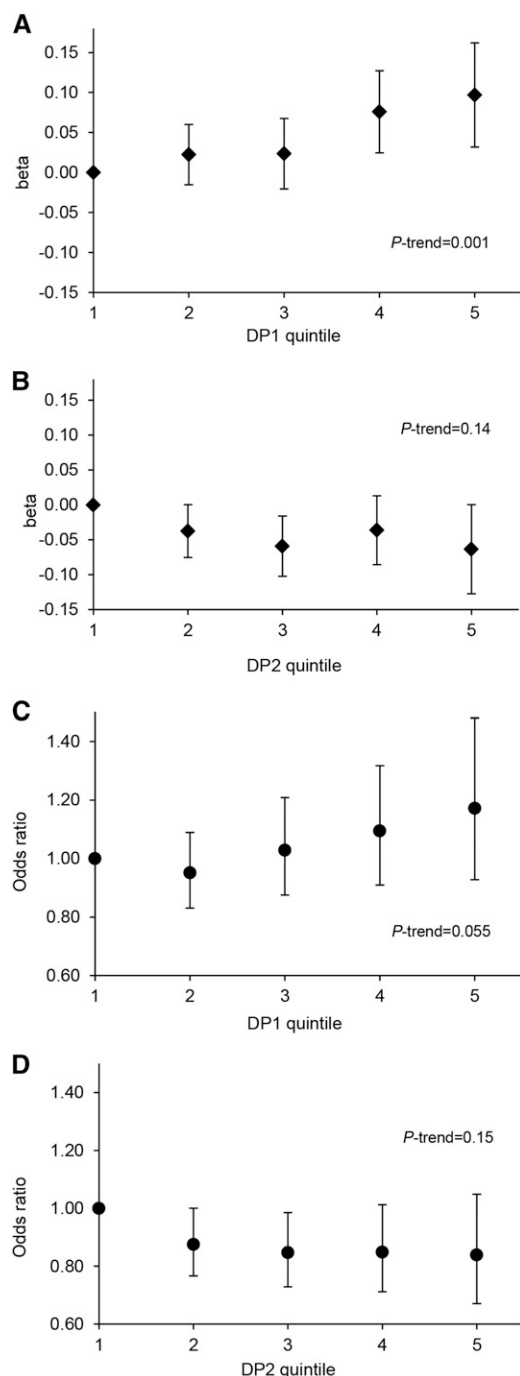 A
0.15
0.10
0.05
0.00
-0.05
-0.10
-0.15
beta
P-trend=0.001
1 2 3 4 5
DP1 quintile
B
0.15
0.10
0.05
0.00
-0.05
-0.10
-0.15
beta
P-trend=0.14
1 2 3 4 5
DP2 quintile
C
1.40
1.20
1.00
0.80
0.60
Odds ratio
P-trend=0.055
1 2 3 4 5
DP1 quintile
D
1.40
1.20
1.00
0.80
0.60
Odds ratio
P-trend=0.15
1 2 3 4 5
DP2 quintile